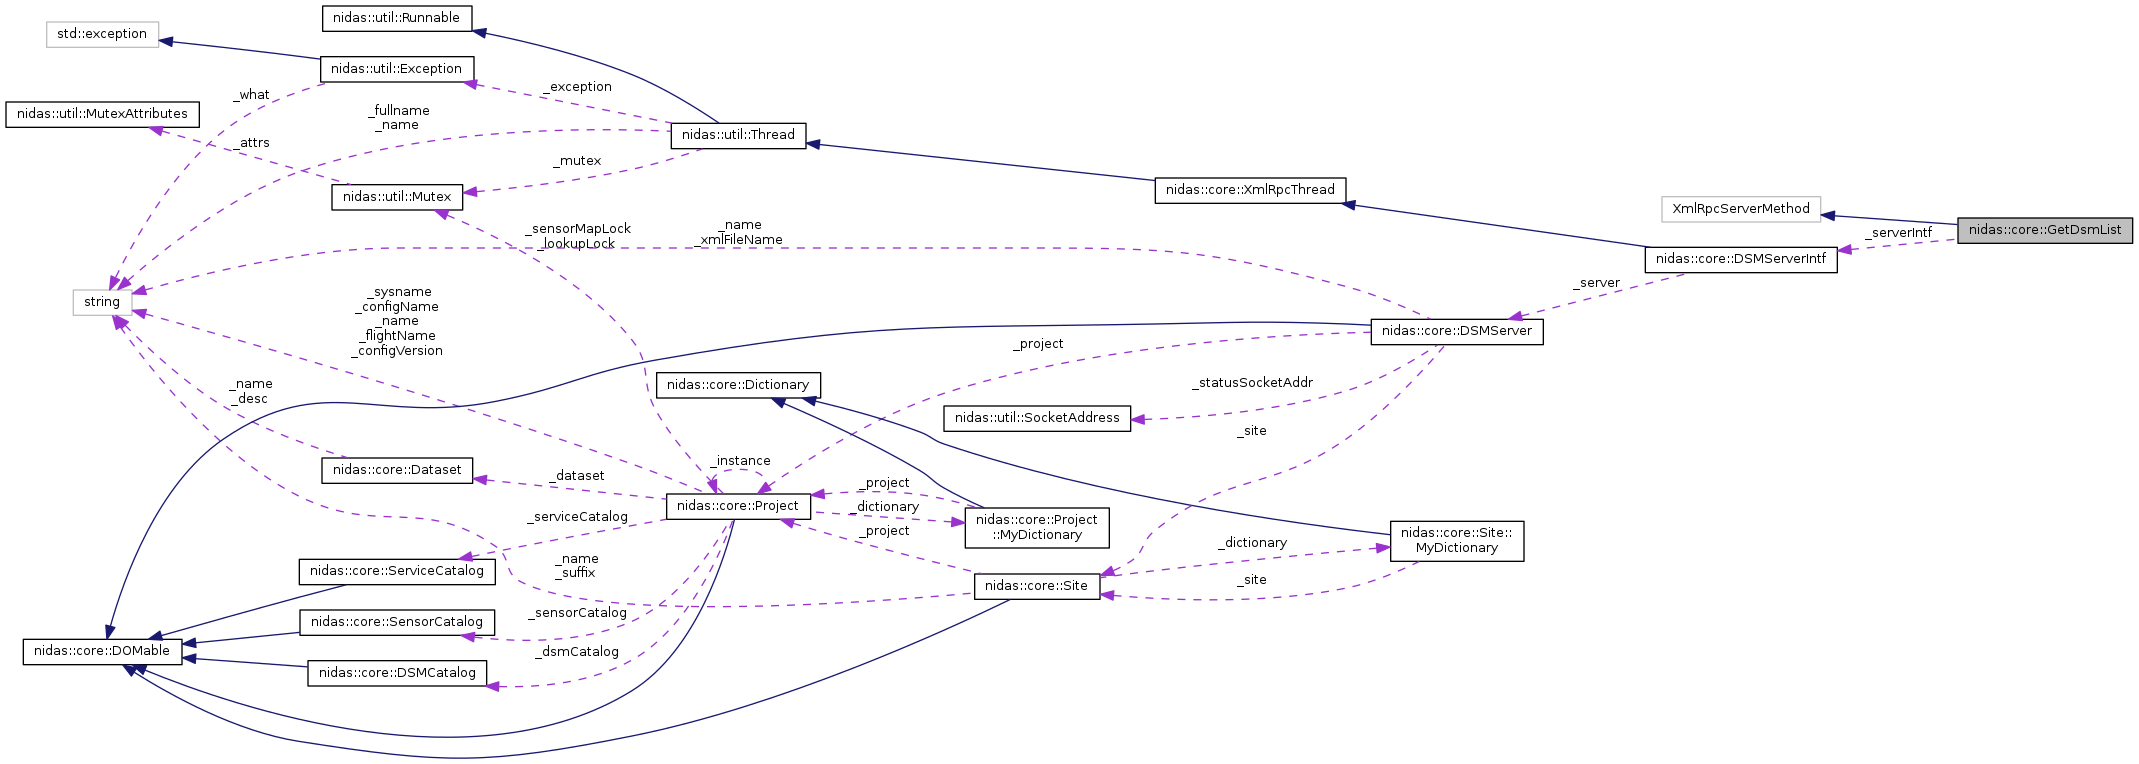 nidas::util::Runnable
std::exception
nidas::util::Exception
_what
_exception
nidas::util::MutexAttributes
_fullname
_name
nidas::util::Thread
_attrs
_mutex
nidas::util::Mutex
nidas::core::XmlRpcThread
XmlRpcServerMethod
nidas::core::GetDsmList
_serverIntf
_sensorMapLock
_lookupLock
_name
_xmlFileName
nidas::core::DSMServerIntf
_server
string
_sysname
_configName
_name
_flightName
_configVersion
nidas::core::DSMServer
_project
_statusSocketAddr
nidas::core::Dictionary
_name
_desc
nidas::util::SocketAddress
_site
nidas::core::Dataset
_dataset
_instance
nidas::core::Project
_project
_dictionary
_project
_serviceCatalog
nidas::core::Project
::MyDictionary
nidas::core::Site::
MyDictionary
_dictionary
_site
_name
_suffix
nidas::core::ServiceCatalog
nidas::core::Site
_sensorCatalog
nidas::core::SensorCatalog
nidas::core::DOMable
_dsmCatalog
nidas::core::DSMCatalog